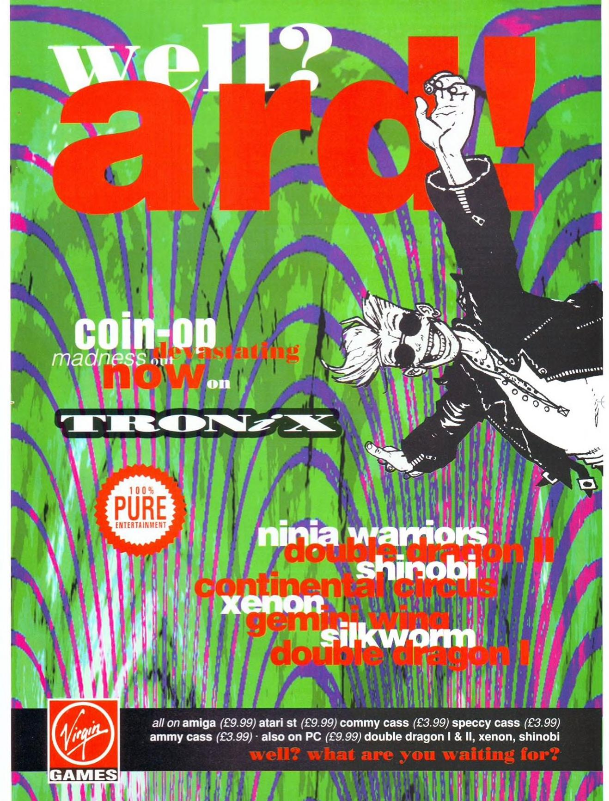 well?
ard!
coin-op
devastating
madness out
now on
TRONiX
100%
PURE
ENTERTAINMENT
ninja warriors
double dragon II
shinobi
continental circus
xenon
gemini wing
silkworm
double dragon I
all on amiga (£9.99) atari st (£9.99) commy cass (£3.99) speccy cass (£3.99)
ammy cass (£3.99) · also on PC (£9.99) double dragon I & II, xenon, shinobi
well? what are you waiting for?
Virgin
GAMES